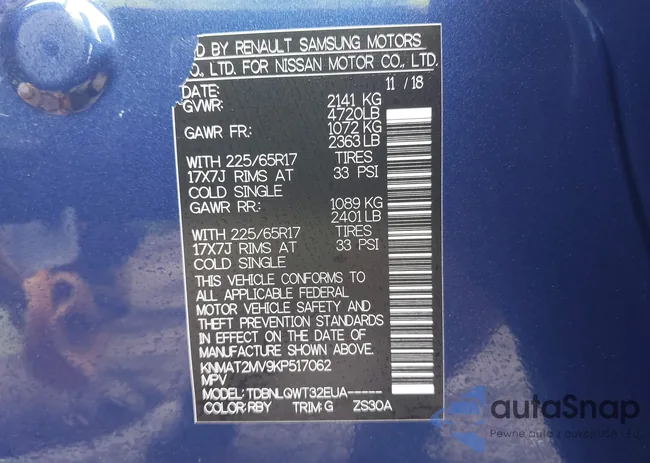 D BY RENAULT SAMSUNG MOTORS
O., LTD. FOR NISSAN MOTOR CO., LTD.
DATE: 11 / 18
GVWR: 2141 KG
4720LB
GAWR FR: 1072 KG
2363 LB
WITH 225/65R17 TIRES
17X7J RIMS AT 33 PSI
COLD SINGLE
GAWR RR: 1089 KG
2401 LB
WITH 225/65R17 TIRES
17X7J RIMS AT 33 PSI
COLD SINGLE
THIS VEHICLE CONFORMS TO
ALL APPLICABLE FEDERAL
MOTOR VEHICLE SAFETY AND
THEFT PREVENTION STANDARDS
IN EFFECT ON THE DATE OF
MANUFACTURE SHOWN ABOVE.
KNMAT2MV9KP517062
MPV
MODEL:TDBNLQWT32EUA-----
COLOR:RBY TRIM:G ZS30A
autoSnap
Pewne auto z aukcji USA